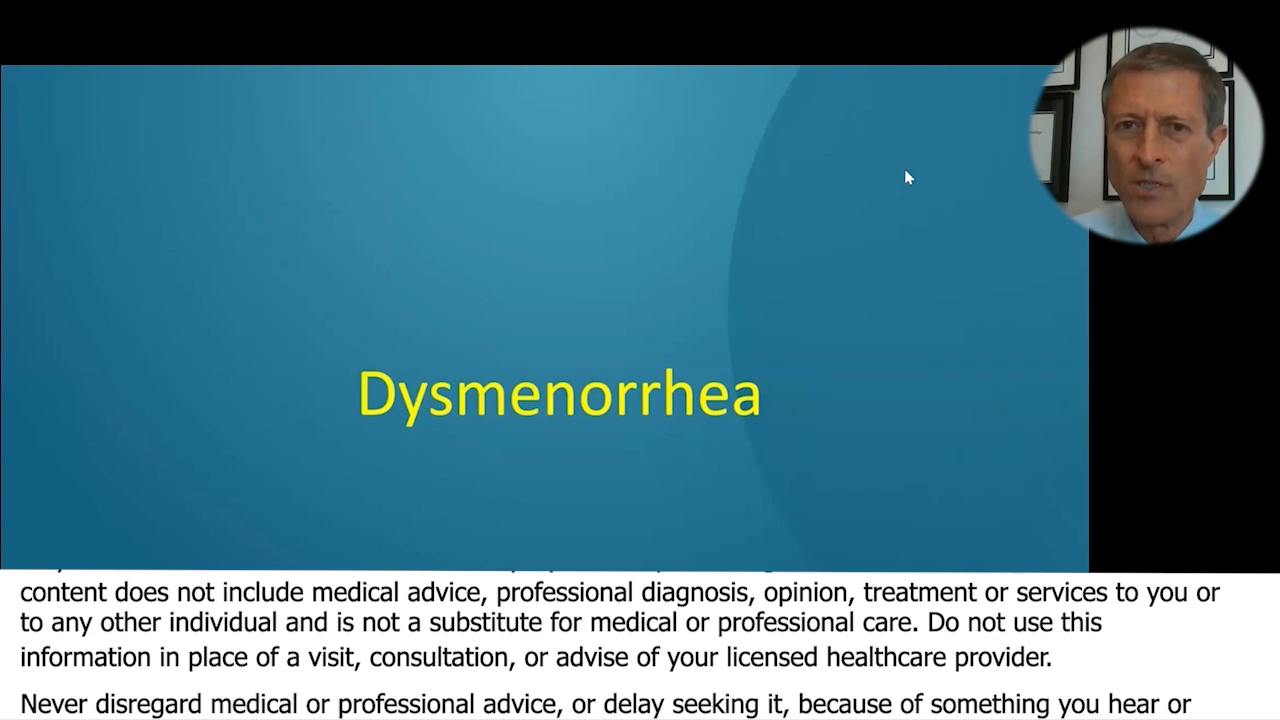 Dysmenorrhea
content does not include medical advice, professional diagnosis, opinion, treatment or services to you or
to any other individual and is not a substitute for medical or professional care. Do not use this
information in place of a visit, consultation, or advise of your licensed healthcare provider.
Never disregard medical or professional advice, or delay seeking it, because of something you hear or